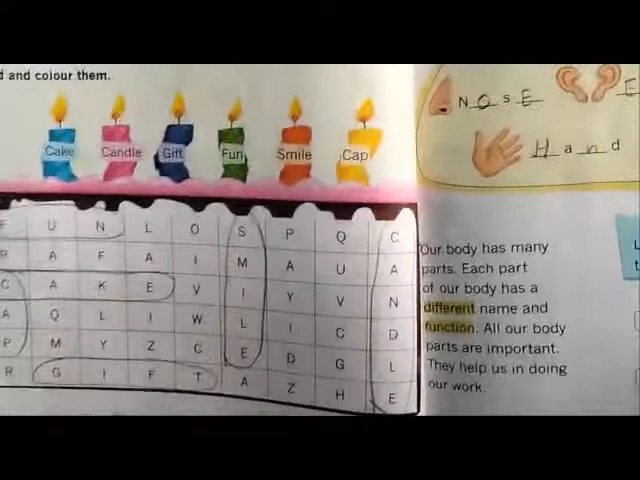 d and colour them.
Cake Candle Gift Fun Smile Cap
F U N L O S P Q C
P A F A I M A U A
C A K E V I Y V N
A Q L I W L I C D
P M Y Z C E D G L
R G I F T A Z H E
N O S E
E
H a n d
Our body has many
parts. Each part
of our body has a
different name and
function. All our body
parts are important.
They help us in doing
our work.